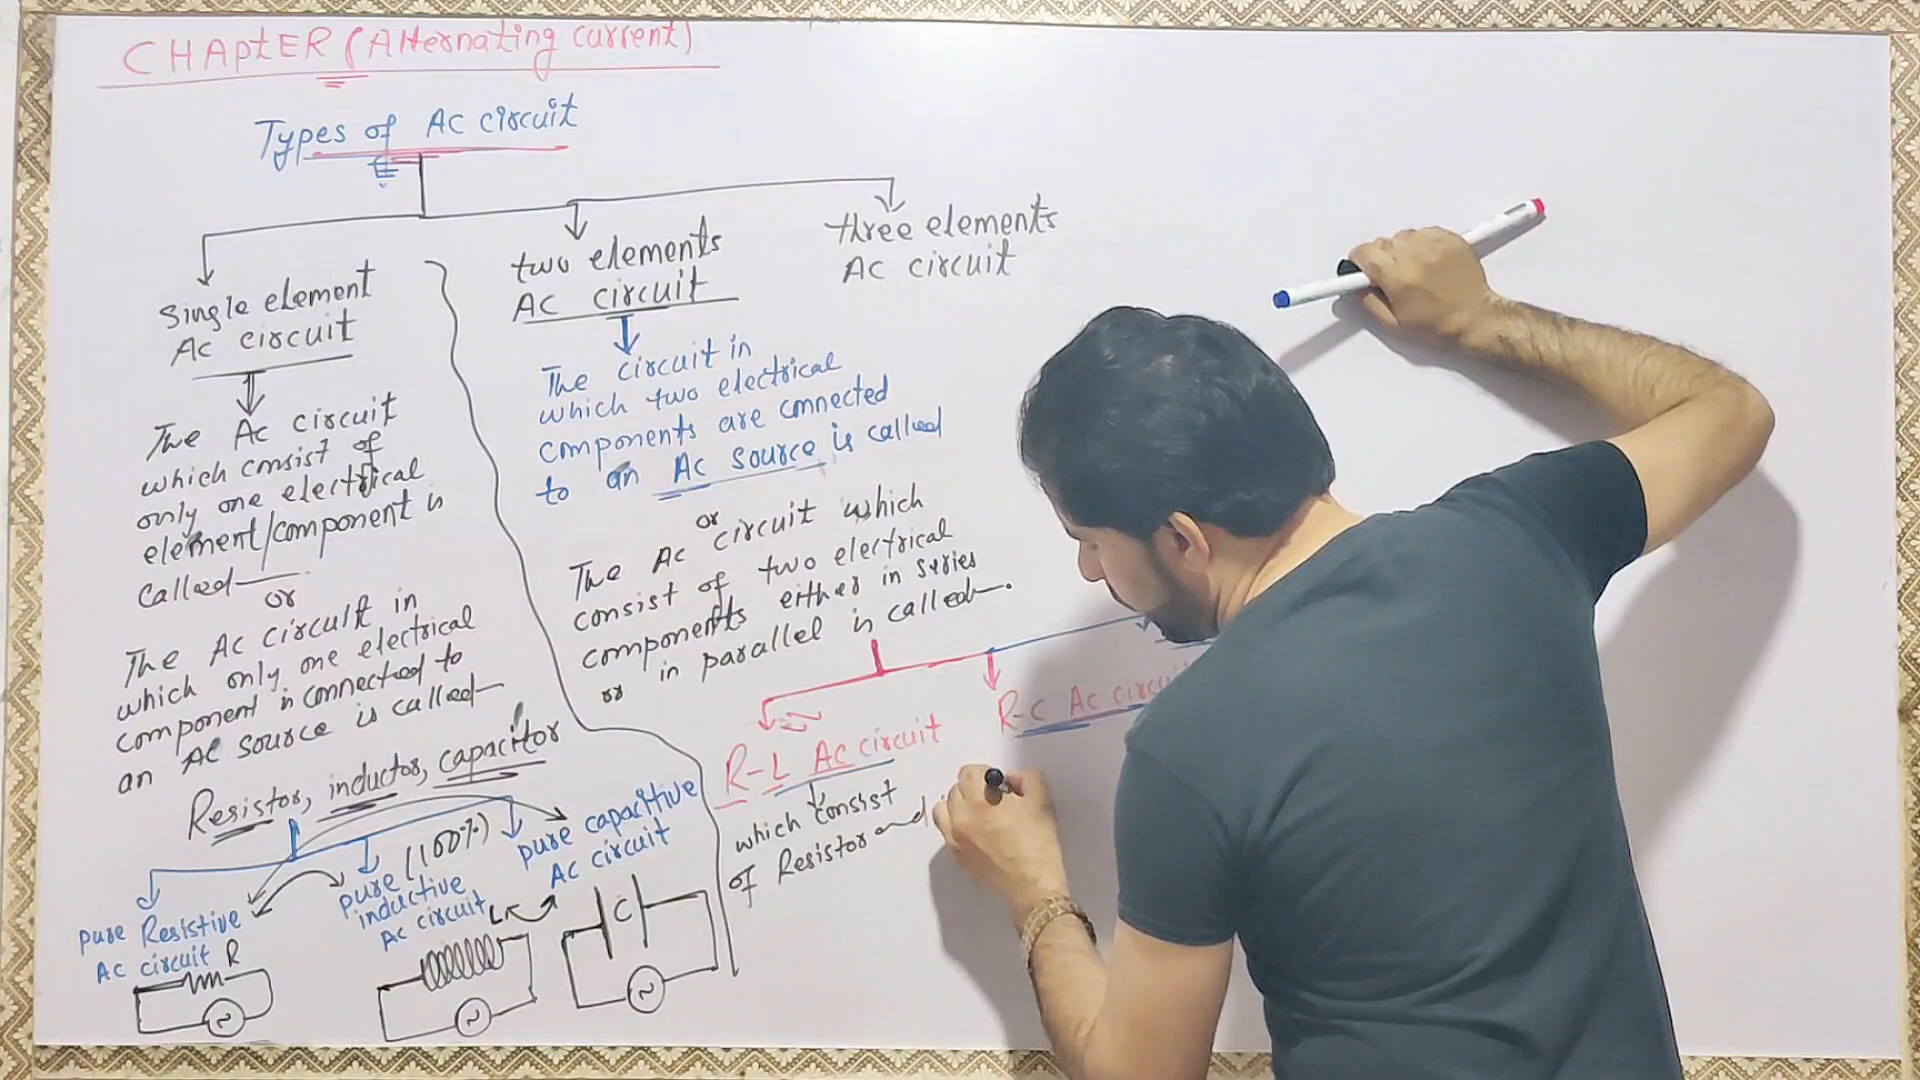 CHAPtER (Alternating current)
Types of AC circuit
Single element
AC circuit
The AC circuit
which consist of
only one electrical
element/component is
called
or
The AC circuit in
which only one electrical
component is connected to
an AC source is called
Resistor, inductor, capacitor
pure Resistive
AC circuit
R
pure (100%)
inductive
AC circuit
L
pure capacitive
AC circuit
C
two elements
AC circuit
The circuit in
which two electrical
components are connected
to an AC source is called
or
The AC circuit which
consist of two electrical
components either in series
or in parallel is called
R-L AC circuit
which consist
of Resistor and
R-C AC
three elements
AC circuit